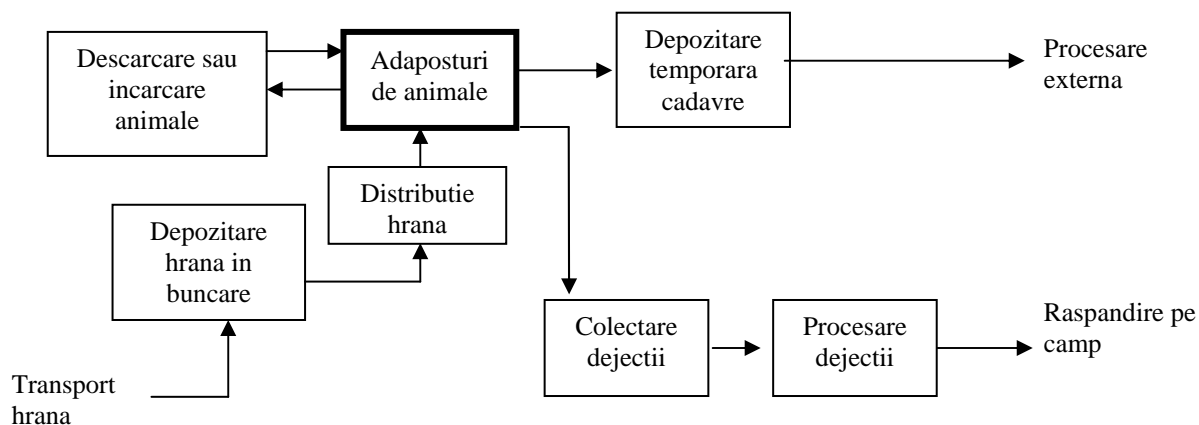 Descarcare sau
incarcare
animale
Adaposturi
de animale
Depozitare
temporara
cadavre
Procesare
externa
Distributie
hrana
Depozitare
hrana in
buncare
Colectare
dejectii
Procesare
dejectii
Raspandire pe
camp
Transport
hrana